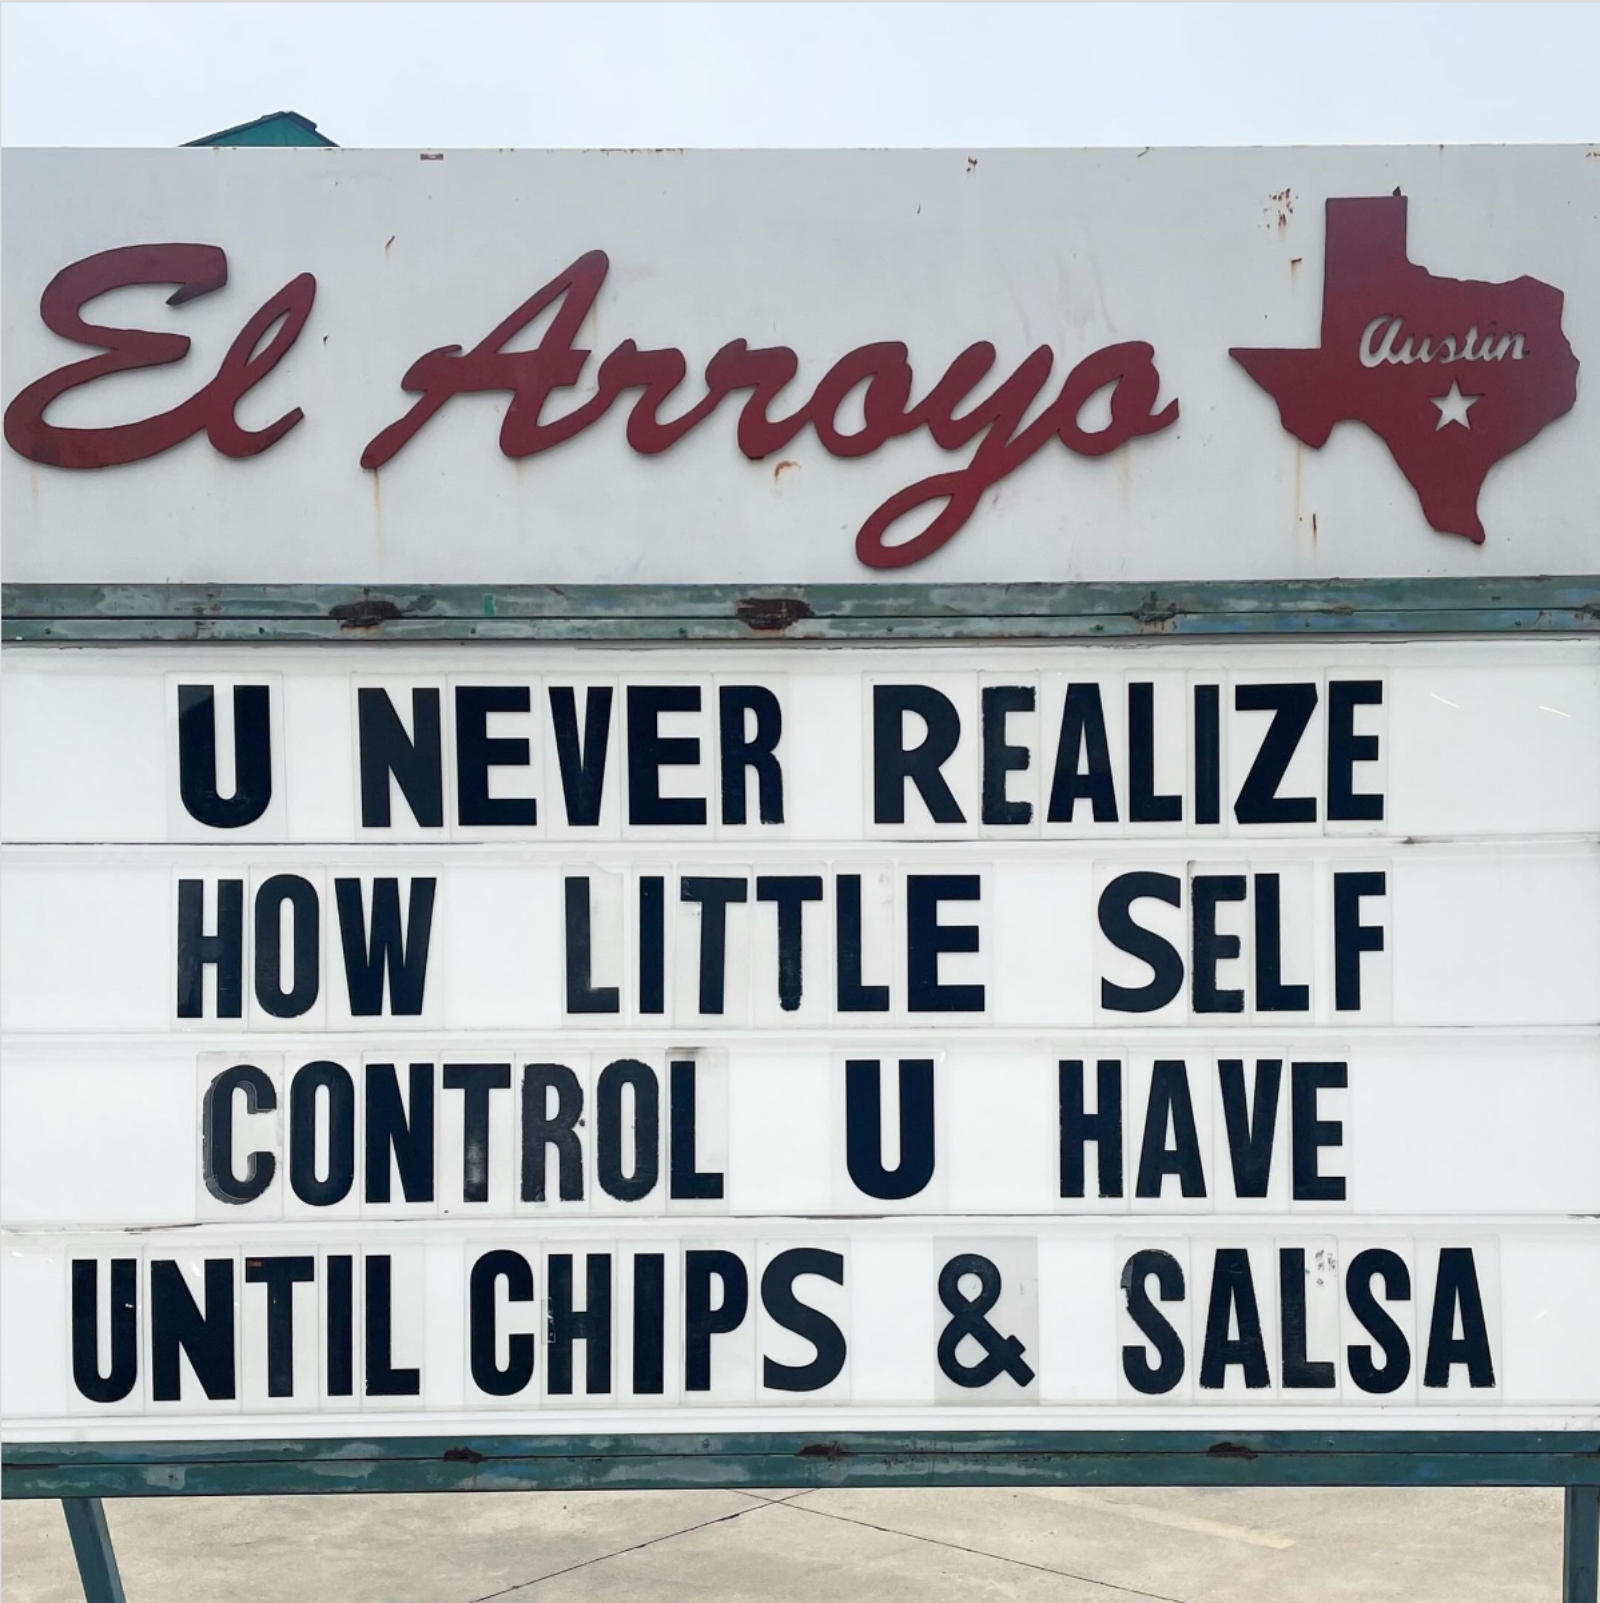 El Arroyo
Austin
U NEVER REALIZE
HOW LITTLE SELF
CONTROL U HAVE
UNTIL CHIPS & SALSA